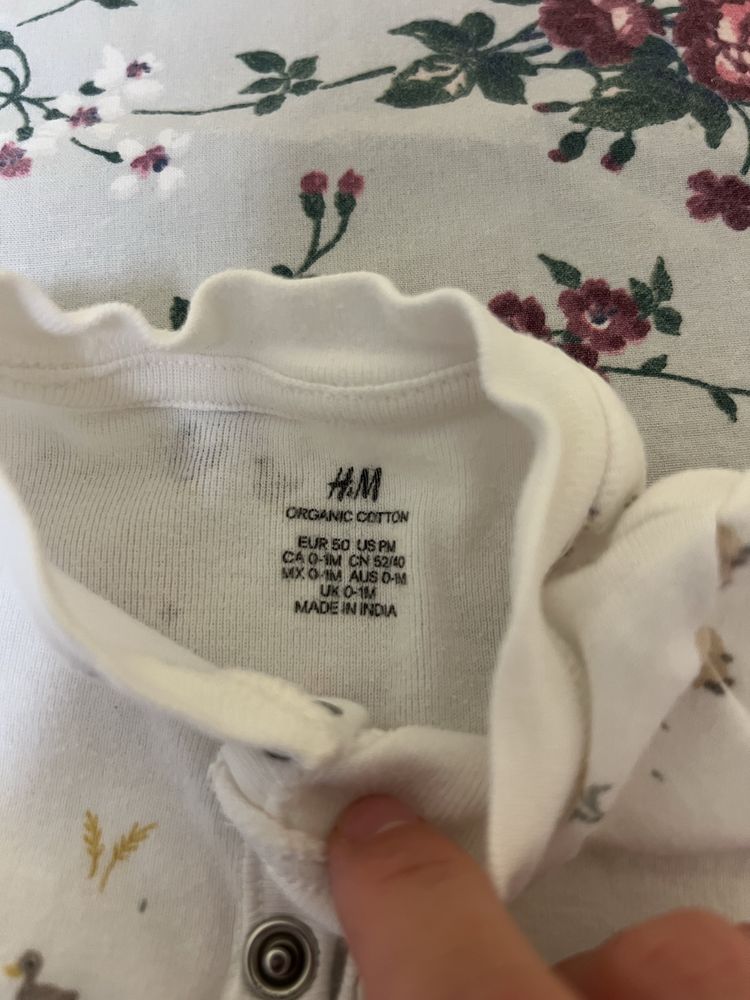 H&M
ORGANIC COTTON
EUR 50 US PM
CA 0-1M CN 52/40
MX 0-1M AUS 0-1M
UK 0-1M
MADE IN INDIA